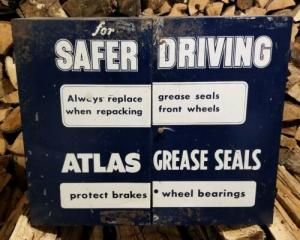 for
SAFER DRIVING
Always replace grease seals
when repacking front wheels
ATLAS GREASE SEALS
protect brakes • wheel bearings